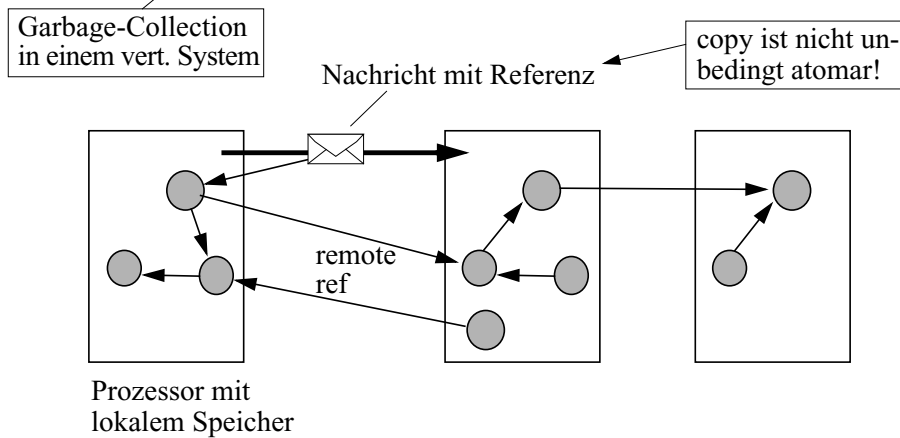 Garbage-Collection
in einem vert. System
copy ist nicht un-
bedingt atomar!
Nachricht mit Referenz
remote
ref
Prozessor mit
lokalem Speicher